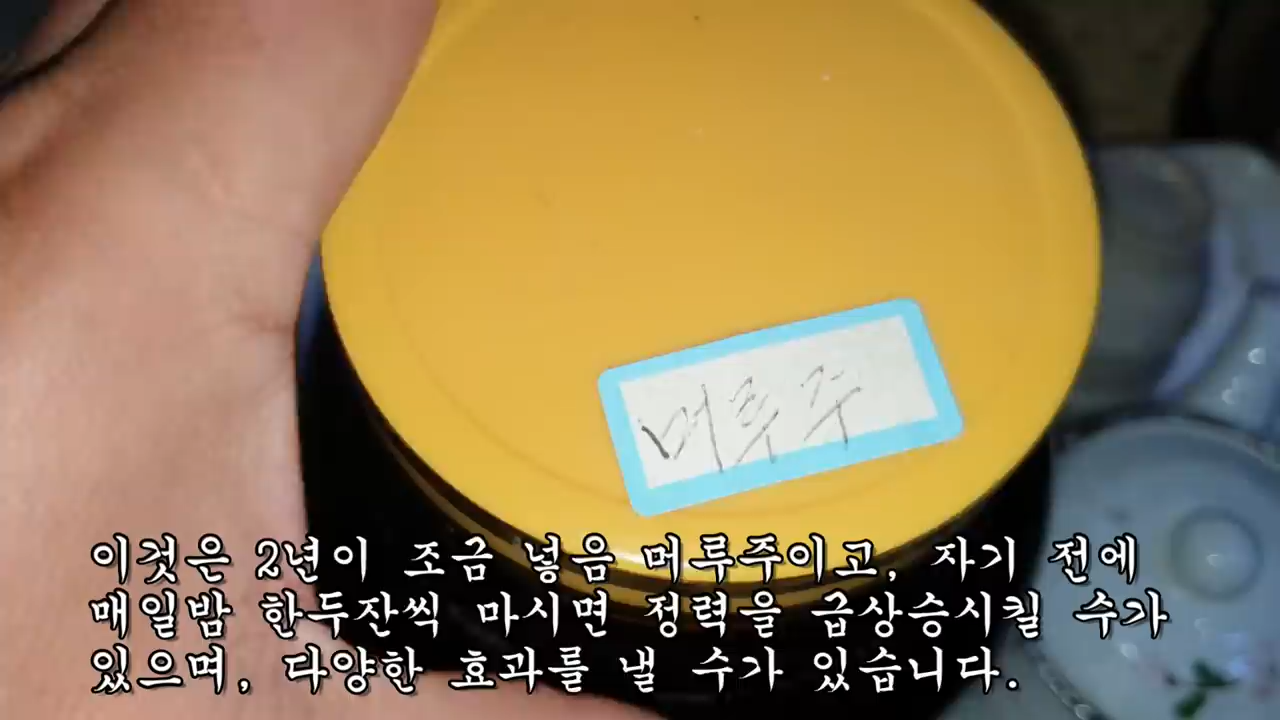 머루주
이것은 2년이 조금 넣음 머루주이고, 자기 전에
매일밤 한두잔씩 마시면 정력을 급상승시킬 수가
있으며, 다양한 효과를 낼 수가 있습니다.